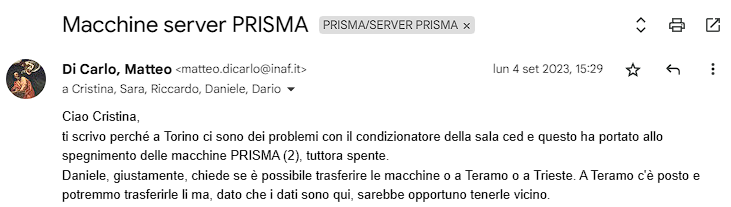 Macchine server PRISMA PRISMA/SERVER PRISMA ×
Di Carlo, Matteo <matteo.dicarlo@inaf.it> lun 4 set 2023, 15:29
a Cristina, Sara, Riccardo, Daniele, Dario
Ciao Cristina,
ti scrivo perché a Torino ci sono dei problemi con il condizionatore della sala ced e questo ha portato allo
spegnimento delle macchine PRISMA (2), tuttora spente.
Daniele, giustamente, chiede se è possibile trasferire le macchine o a Teramo o a Trieste. A Teramo c'è posto e
potremmo trasferirle lì ma, dato che i dati sono qui, sarebbe opportuno tenerle vicino.